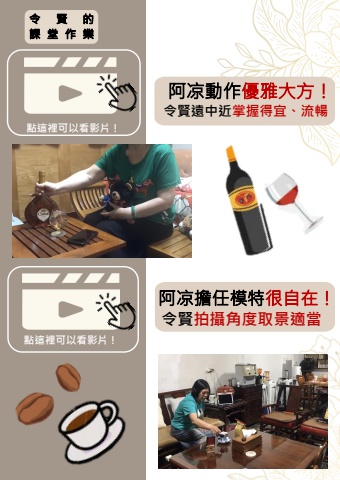 令賢的
課堂作業
點這裡可以看影片！
阿凉動作優雅大方！
令賢遠中近掌握得宜、流暢
點這裡可以看影片！
阿凉擔任模特很自在！
令賢拍攝角度取景適當